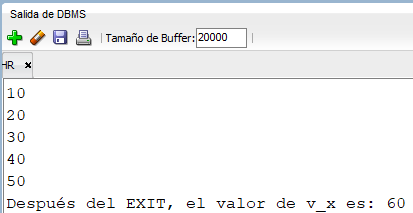 Salida de DBMS
Tamaño de Buffer: 20000
HR
10
20
30
40
50
Después del EXIT, el valor de v_x es: 60